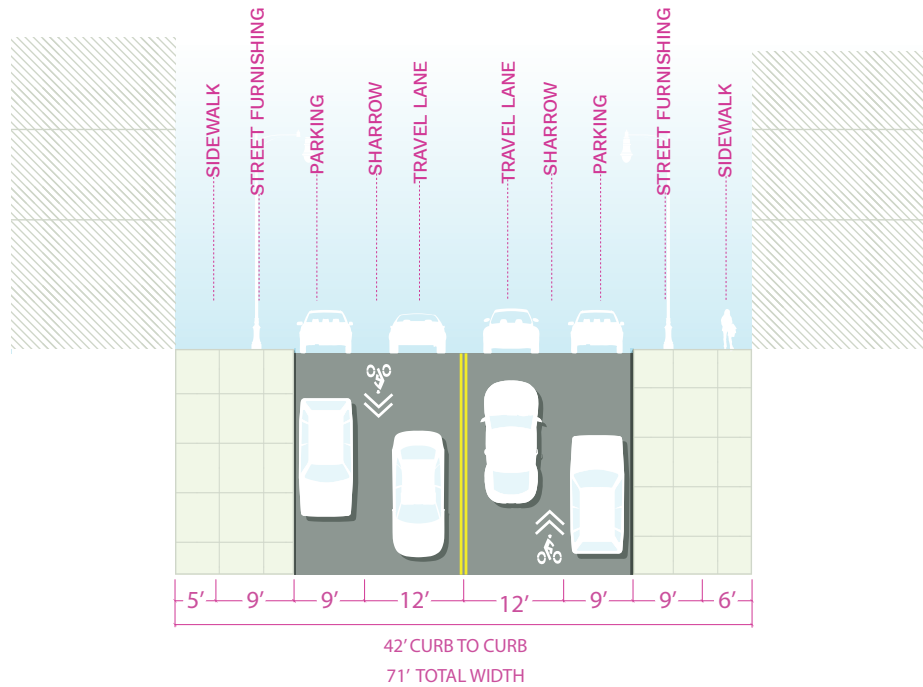 SIDEWALK
STREET FURNISHING
PARKING
SHARROW
TRAVEL LANE
TRAVEL LANE
SHARROW
PARKING
STREET FURNISHING
SIDEWALK
5’ 9’ 9’ 12’ 12’ 9’ 9’ 6’
42’ CURB TO CURB
71’ TOTAL WIDTH